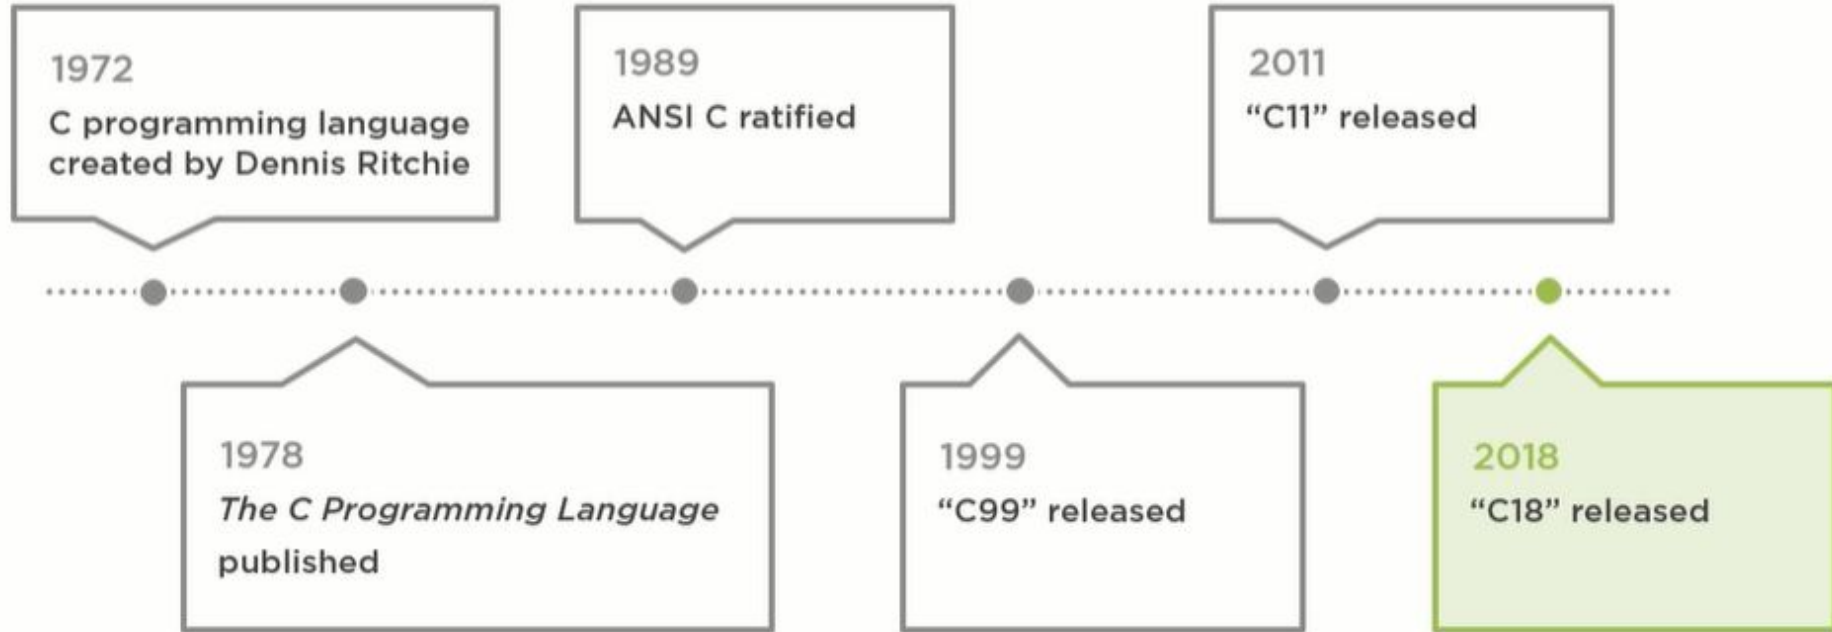 1972
C programming language
created by Dennis Ritchie
1978
The C Programming Language
published
1989
ANSI C ratified
1999
“C99” released
2011
“C11” released
2018
“C18” released